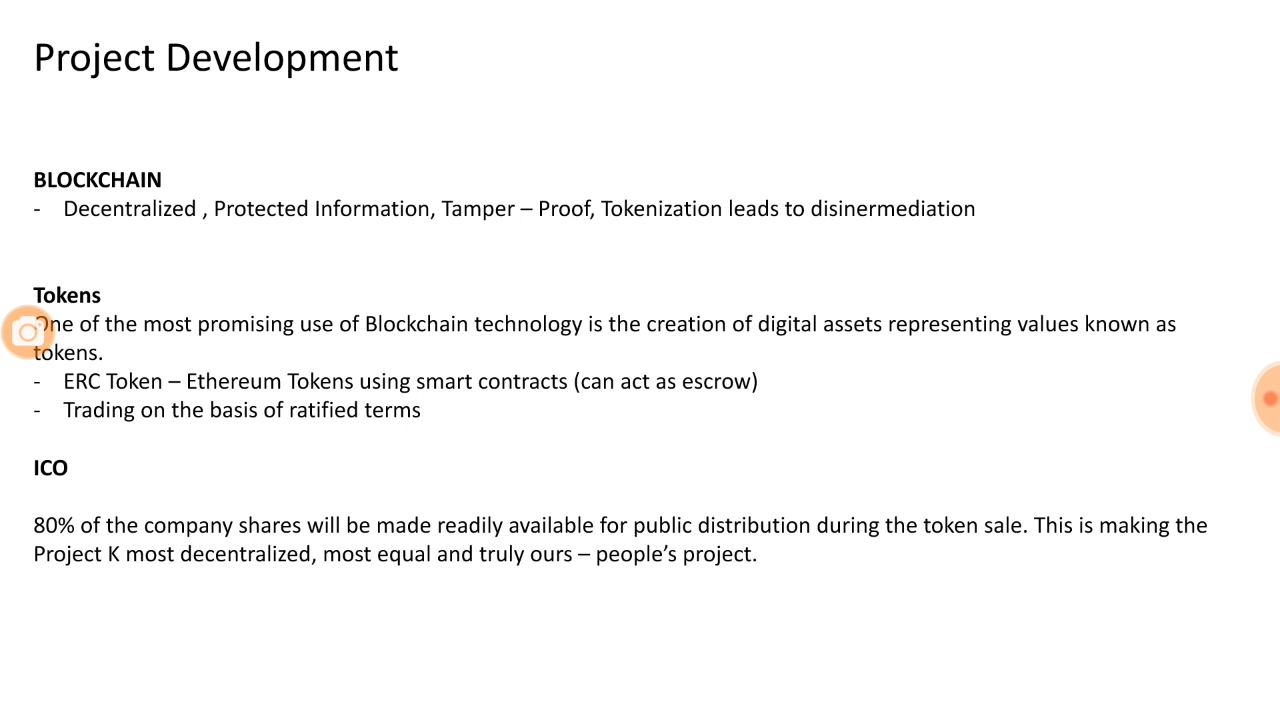 Project Development
BLOCKCHAIN
- Decentralized , Protected Information, Tamper – Proof, Tokenization leads to disinermediation
Tokens
One of the most promising use of Blockchain technology is the creation of digital assets representing values known as
tokens.
- ERC Token – Ethereum Tokens using smart contracts (can act as escrow)
- Trading on the basis of ratified terms
ICO
80% of the company shares will be made readily available for public distribution during the token sale. This is making the
Project K most decentralized, most equal and truly ours – people’s project.